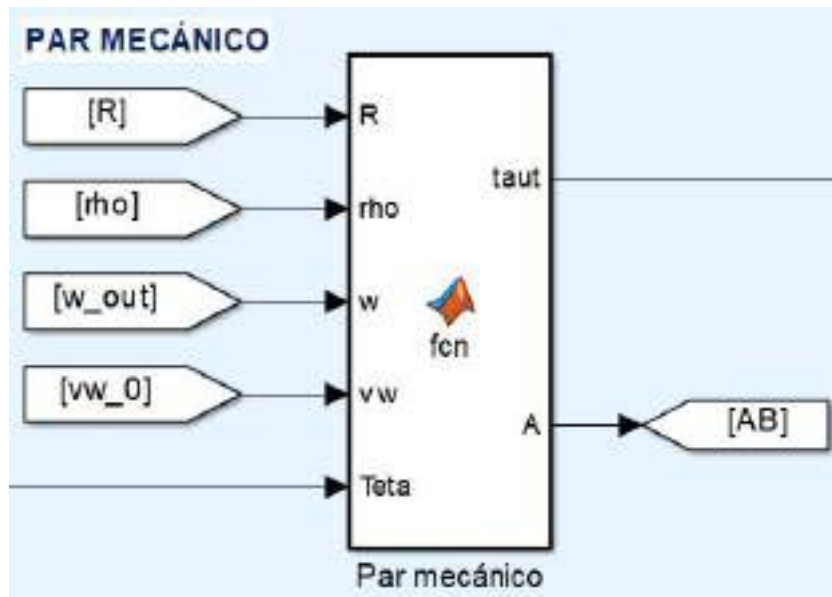 PAR MECÁNICO
[R]
R
[rho]
rho
taut
[w_out]
w
fcn
[vw_0]
vw
A
[AB]
Teta
Par mecánico